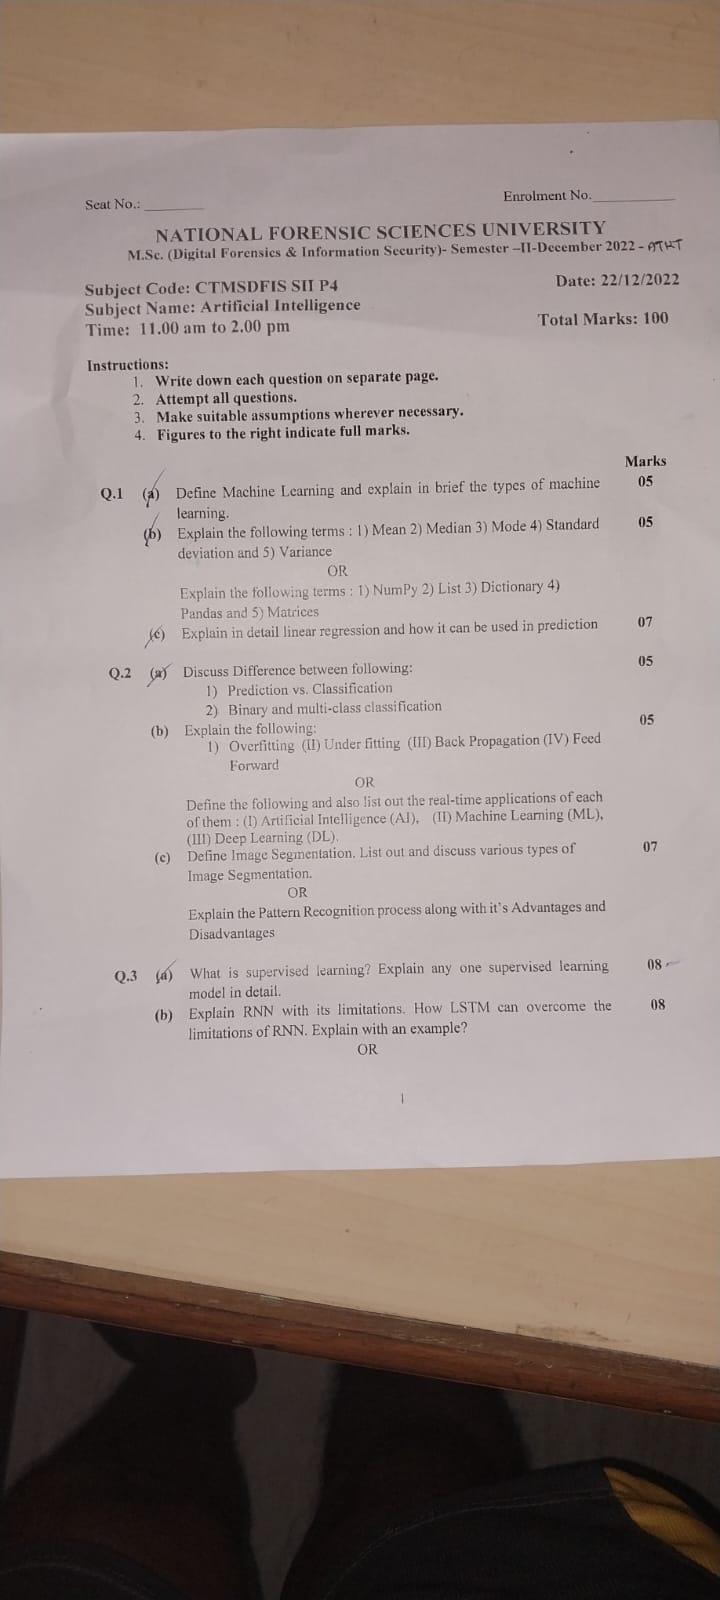 Seat No.: ________ Enrolment No. ____________
NATIONAL FORENSIC SCIENCES UNIVERSITY
M.Sc. (Digital Forensics & Information Security)- Semester –II-December 2022 - ATKT
Subject Code: CTMSDFIS SII P4 Date: 22/12/2022
Subject Name: Artificial Intelligence
Time: 11.00 am to 2.00 pm Total Marks: 100
Instructions:
1. Write down each question on separate page.
2. Attempt all questions.
3. Make suitable assumptions wherever necessary.
4. Figures to the right indicate full marks.
Marks
Q.1 (a) Define Machine Learning and explain in brief the types of machine 05
learning.
(b) Explain the following terms : 1) Mean 2) Median 3) Mode 4) Standard 05
deviation and 5) Variance
OR
Explain the following terms : 1) NumPy 2) List 3) Dictionary 4)
Pandas and 5) Matrices
(c) Explain in detail linear regression and how it can be used in prediction 07
Q.2 (a) Discuss Difference between following: 05
1) Prediction vs. Classification
2) Binary and multi-class classification
(b) Explain the following: 05
1) Overfitting (II) Under fitting (III) Back Propagation (IV) Feed
Forward
OR
Define the following and also list out the real-time applications of each
of them : (I) Artificial Intelligence (AI), (II) Machine Learning (ML),
(III) Deep Learning (DL).
(c) Define Image Segmentation. List out and discuss various types of 07
Image Segmentation.
OR
Explain the Pattern Recognition process along with it's Advantages and
Disadvantages
Q.3 (a) What is supervised learning? Explain any one supervised learning 08
model in detail.
(b) Explain RNN with its limitations. How LSTM can overcome the 08
limitations of RNN. Explain with an example?
OR
1